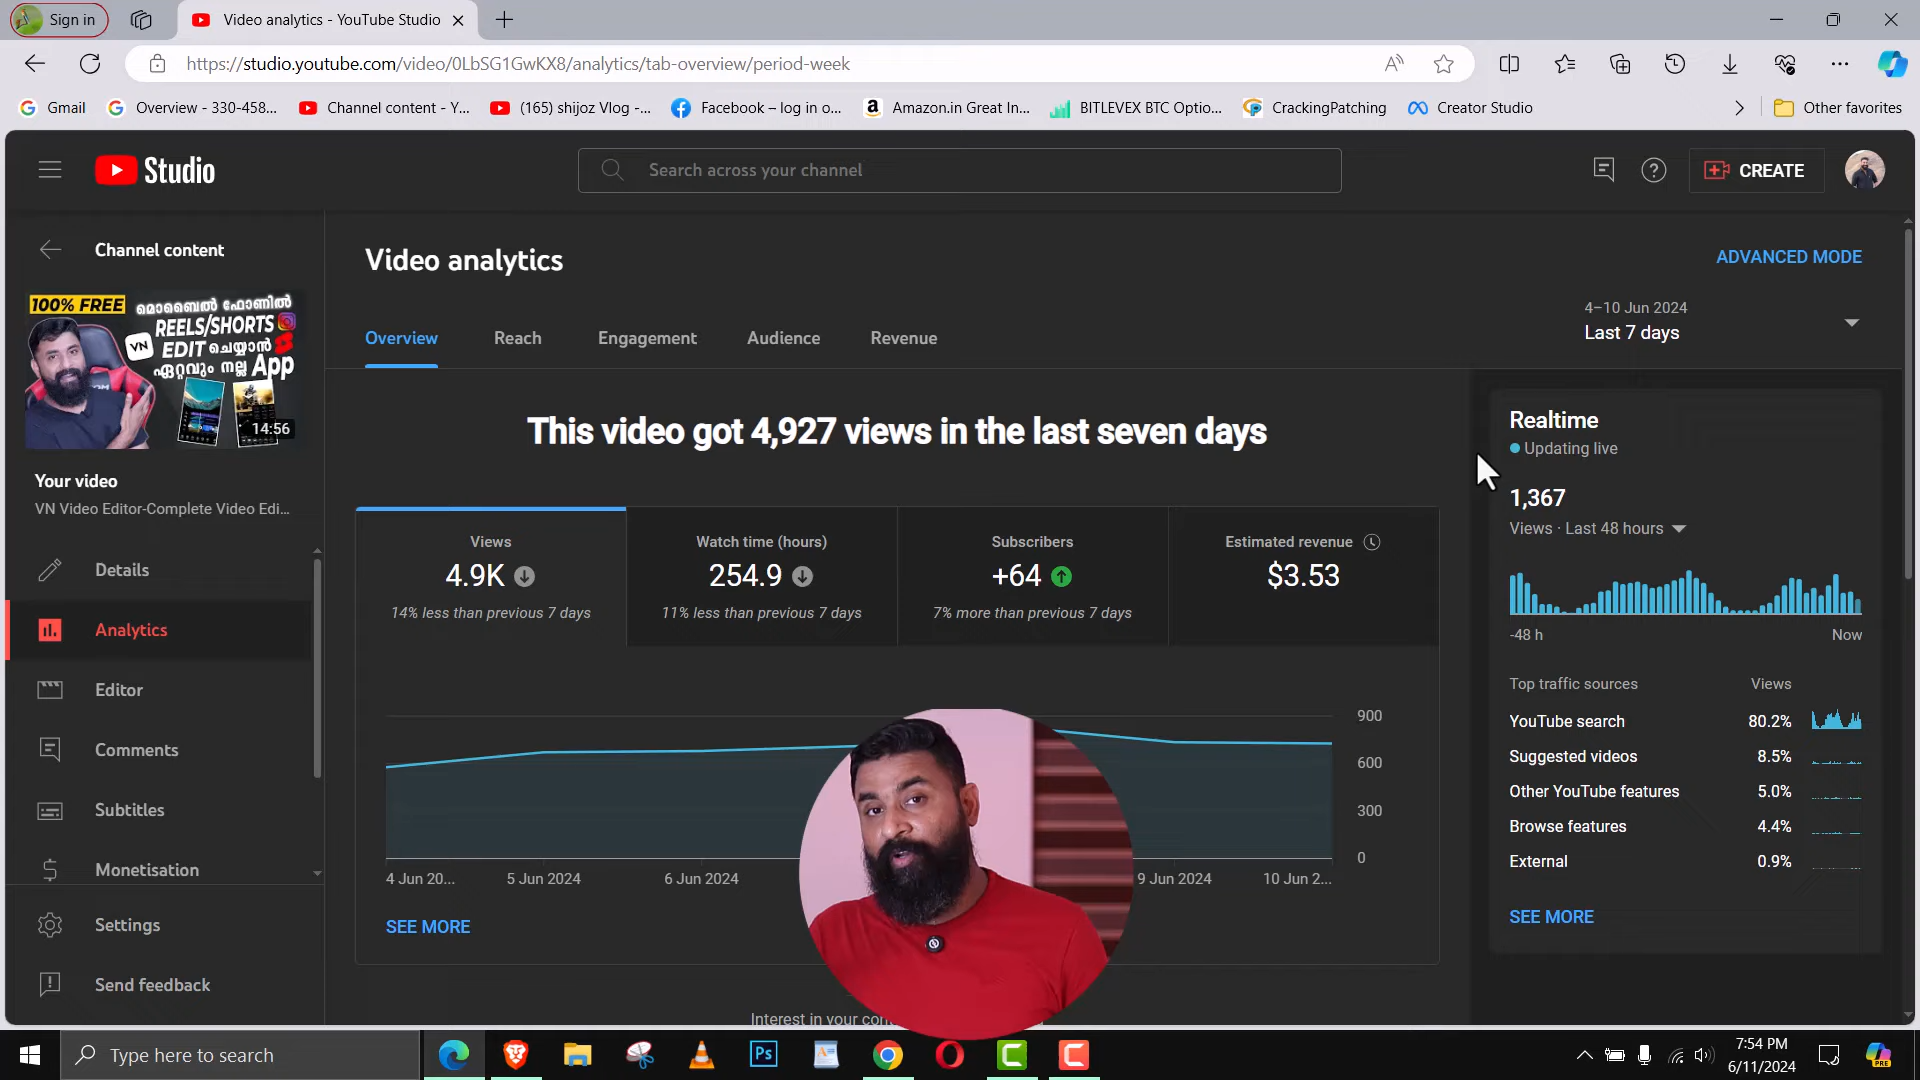 Sign in
Video analytics - YouTube Studio
https://studio.youtube.com/video/0LbSG1GwKX8/analytics/tab-overview/period-week
Gmail
Overview - 330-458...
Channel content - Y...
(165) shijoz Vlog -...
Facebook – log in o...
Amazon.in Great In...
BITLEVEX BTC Optio...
CrackingPatching
Creator Studio
Other favorites
Studio
Search across your channel
CREATE
Channel content
100% FREE
മൊബൈൽ ഫോണിൽ
REELS/SHORTS
VN
EDIT ചെയ്യാൻ
ഏറ്റവും നല്ല App
14:56
Your video
VN Video Editor-Complete Video Edi...
Details
Analytics
Editor
Comments
Subtitles
Monetisation
Settings
Send feedback
Video analytics
ADVANCED MODE
Overview
Reach
Engagement
Audience
Revenue
4–10 Jun 2024
Last 7 days
This video got 4,927 views in the last seven days
Views
4.9K
14% less than previous 7 days
Watch time (hours)
254.9
11% less than previous 7 days
Subscribers
+64
7% more than previous 7 days
Estimated revenue
$3.53
900
600
300
0
4 Jun 20...
5 Jun 2024
6 Jun 2024
9 Jun 2024
10 Jun 2...
SEE MORE
Interest in your con
Realtime
Updating live
1,367
Views · Last 48 hours
-48 h
Now
Top traffic sources
Views
YouTube search
80.2%
Suggested videos
8.5%
Other YouTube features
5.0%
Browse features
4.4%
External
0.9%
SEE MORE
Type here to search
Ps
7:54 PM
6/11/2024
PRE